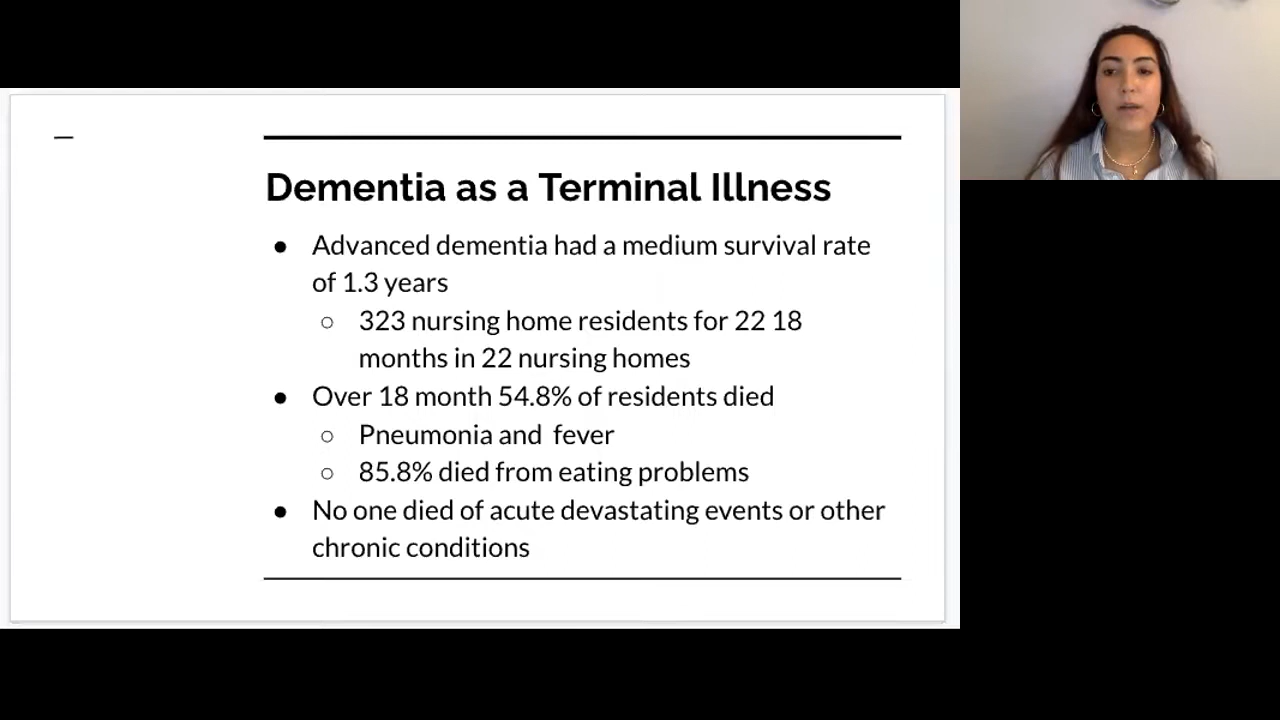 Dementia as a Terminal Illness
● Advanced dementia had a medium survival rate
of 1.3 years
○ 323 nursing home residents for 22 18
months in 22 nursing homes
● Over 18 month 54.8% of residents died
○ Pneumonia and  fever
○ 85.8% died from eating problems
● No one died of acute devastating events or other
chronic conditions